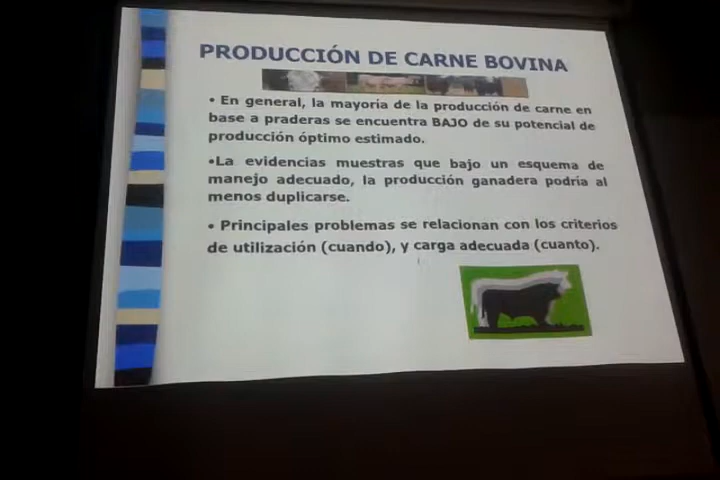 PRODUCCIÓN DE CARNE BOVINA
• En general, la mayoría de la producción de carne en
base a praderas se encuentra BAJO de su potencial de
producción óptimo estimado.
•La evidencias muestras que bajo un esquema de
manejo adecuado, la producción ganadera podría al
menos duplicarse.
• Principales problemas se relacionan con los criterios
de utilización (cuando), y carga adecuada (cuanto).